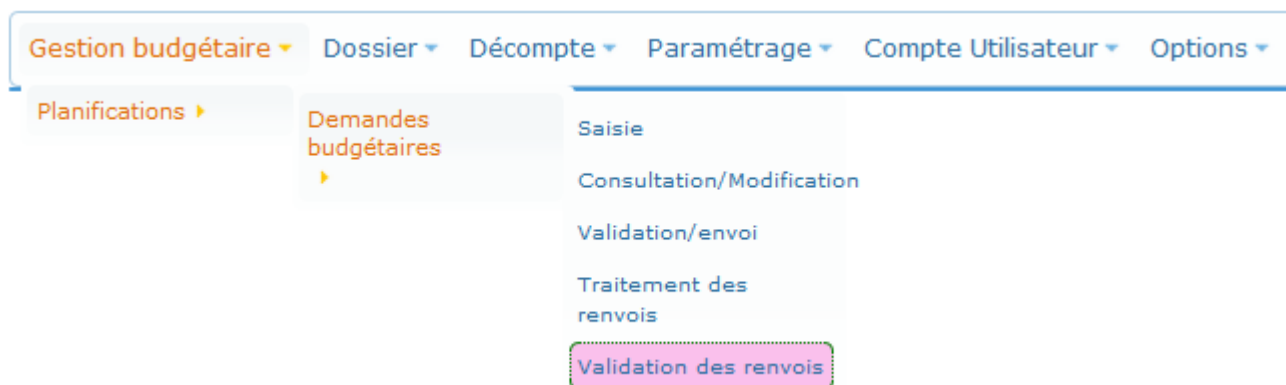 Gestion budgétaire Dossier Décompte Paramétrage Compte Utilisateur Options
Planifications
Demandes
budgétaires
Saisie
Consultation/Modification
Validation/envoi
Traitement des
renvois
Validation des renvois